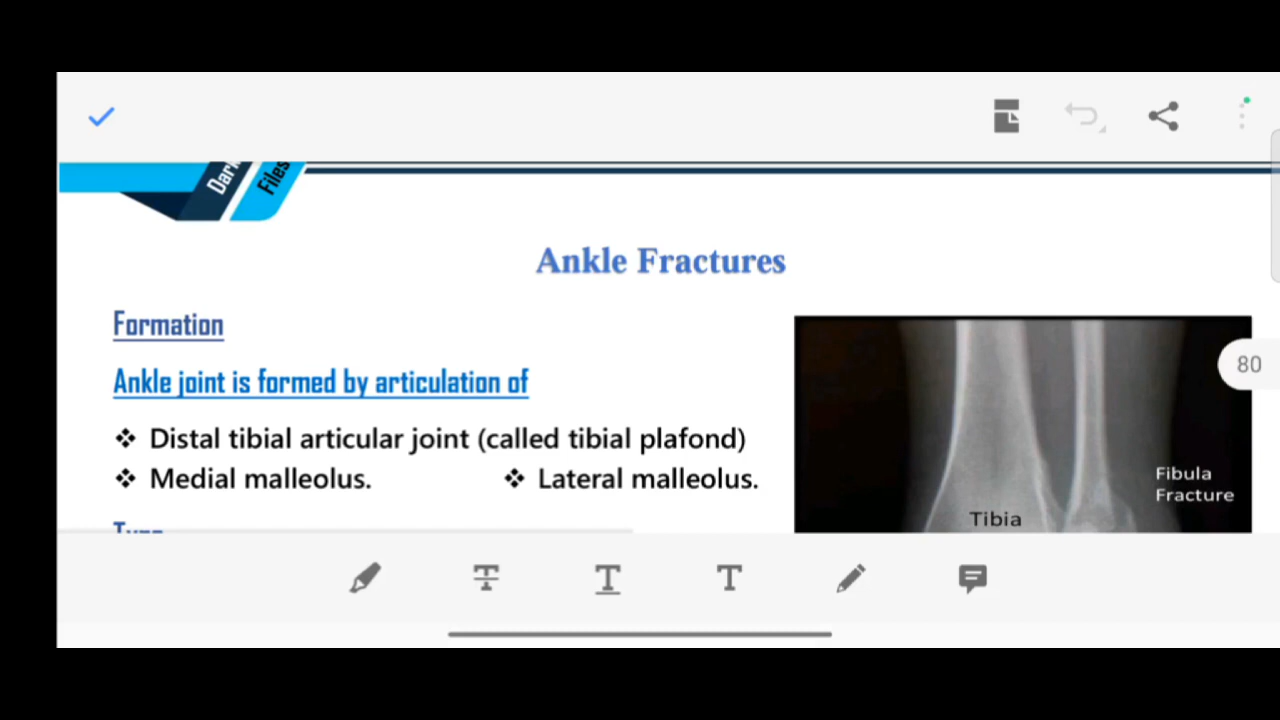 Dark
Files
Ankle Fractures
Formation
Ankle joint is formed by articulation of
❖ Distal tibial articular joint (called tibial plafond)
❖ Medial malleolus. ❖ Lateral malleolus.
80
Fibula
Fracture
Tibia